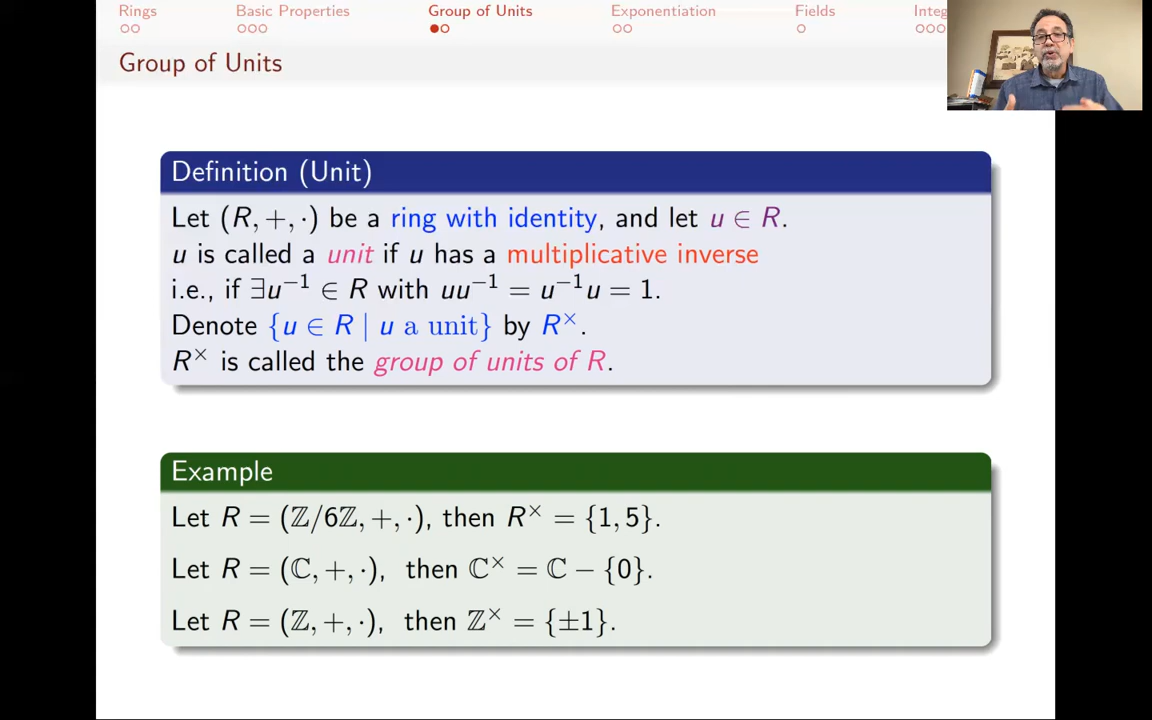 Rings Basic Properties Group of Units Exponentiation Fields Integ
Group of Units
Definition (Unit)
Let (R, +, ·) be a ring with identity, and let u ∈ R.
u is called a unit if u has a multiplicative inverse
i.e., if ∃u⁻¹ ∈ R with uu⁻¹ = u⁻¹u = 1.
Denote {u ∈ R | u a unit} by R×.
R× is called the group of units of R.
Example
Let R = (ℤ/6ℤ, +, ·), then R× = {1, 5}.
Let R = (ℂ, +, ·), then ℂ× = ℂ − {0}.
Let R = (ℤ, +, ·), then ℤ× = {±1}.